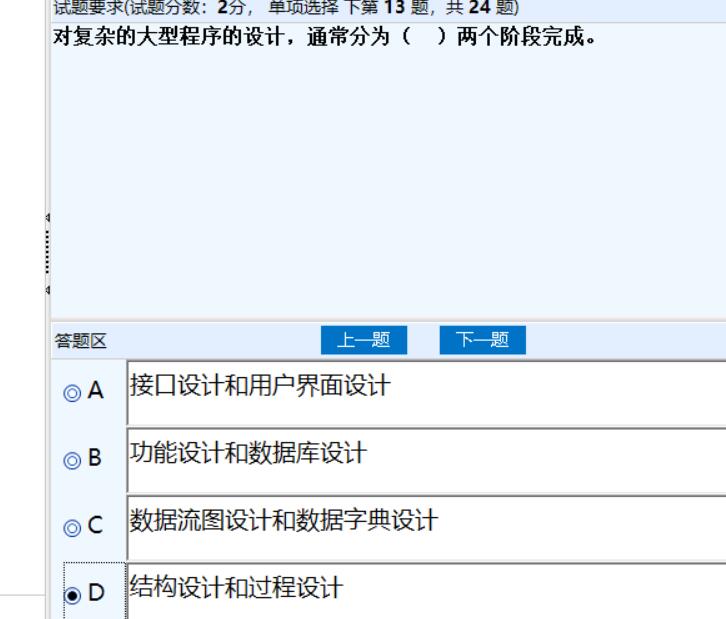 试题要求(试题分数：2分， 单项选择 下第 13 题，共 24 题)
对复杂的大型程序的设计，通常分为（ ）两个阶段完成。
答题区 上一题 下一题
A 接口设计和用户界面设计
B 功能设计和数据库设计
C 数据流图设计和数据字典设计
D 结构设计和过程设计